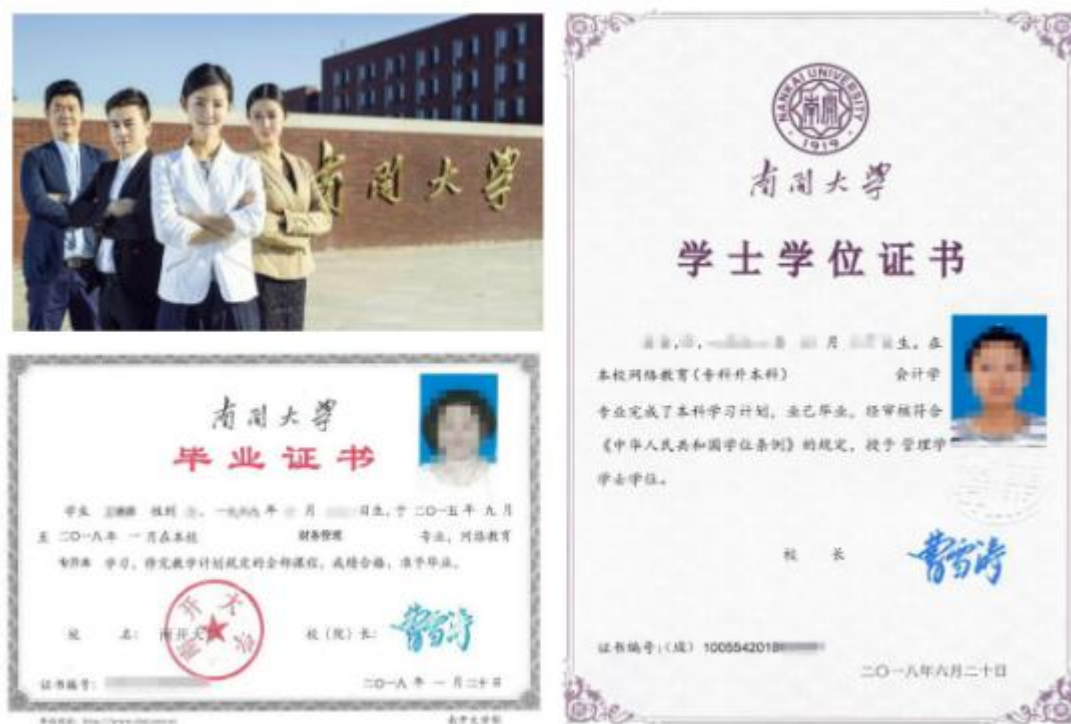 南開大學
南開大學
毕业证书
学生 性别 年 月 日生,于 二〇一五年 九月
至 二〇一八年 一月在本校 财务管理 专业,网络教育
专升本 学习,修完教学计划规定的全部课程,成绩合格,准予毕业。
校 名: 南开大学 校(院)长: 曹雪涛
南开大学
证书编号: 二〇一八年 一月二十日
NANKAI UNIVERSITY
南開
1919
南開大學
学士学位证书
月 生。在
本校网络教育(专科升本科) 会计学
专业完成了本科学习计划,业已毕业。经审核符合
《中华人民共和国学位条例》的规定,授予 管理学
学士学位。
校 长 曹雪涛
证书编号:(成) 1005542018
二〇一八年六月二十日